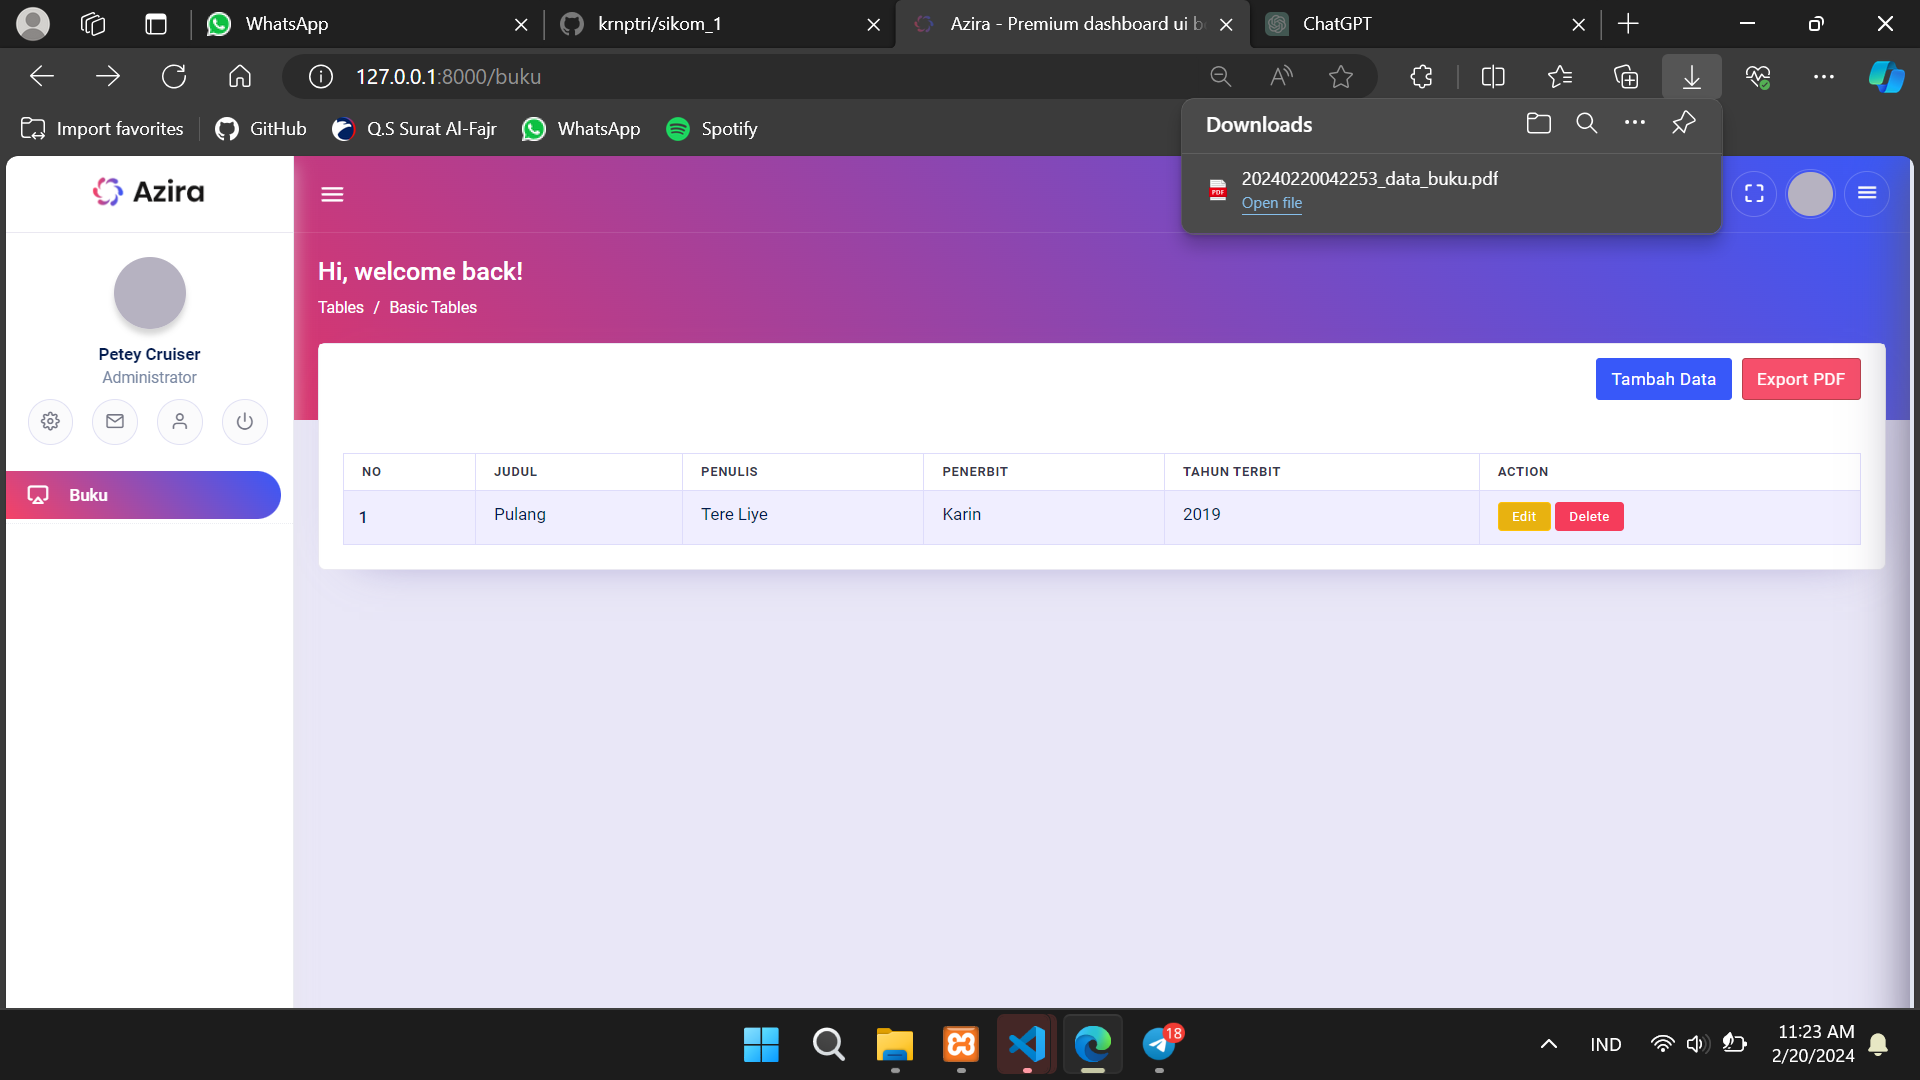 WhatsApp
krnptri/sikom_1
Azira - Premium dashboard ui b
ChatGPT
127.0.0.1:8000/buku
Import favorites
GitHub
Q.S Surat Al-Fajr
WhatsApp
Spotify
Downloads
20240220042253_data_buku.pdf
Open file
Azira
Petey Cruiser
Administrator
Buku
Hi, welcome back!
Tables / Basic Tables
Tambah Data
Export PDF
NO JUDUL PENULIS PENERBIT TAHUN TERBIT ACTION
1 Pulang Tere Liye Karin 2019 Edit Delete
18
IND
11:23 AM
2/20/2024